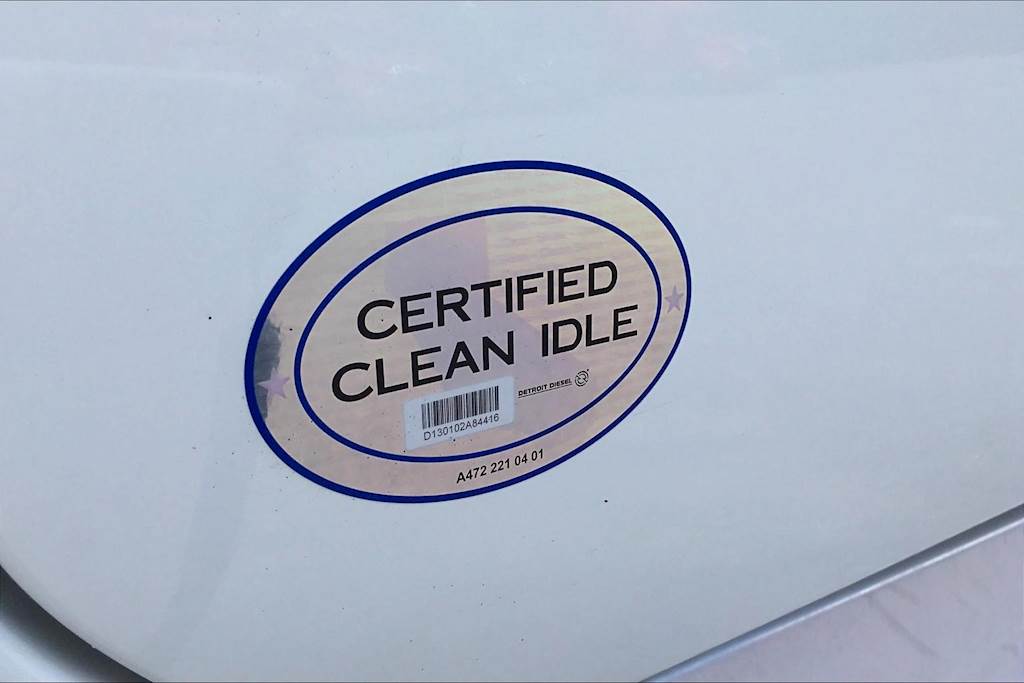 CERTIFIED
CLEAN IDLE
DETROIT DIESEL
D130102A84416
A472 221 04 01